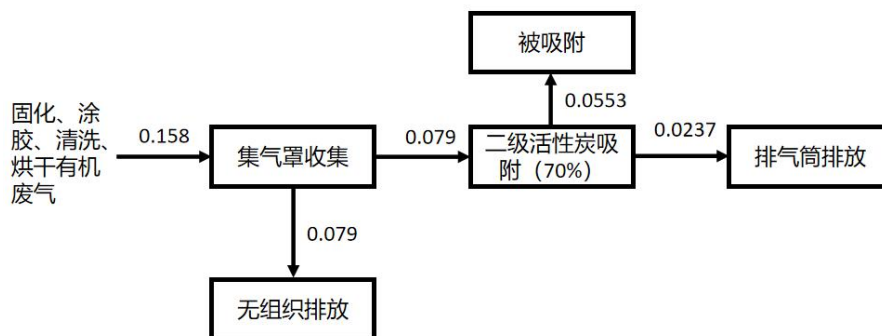 被吸附
0.0553
固化、涂
胶、清洗、
烘干有机
废气
0.158
集气罩收集
0.079
二级活性炭吸
附（70%）
0.0237
排气筒排放
0.079
无组织排放